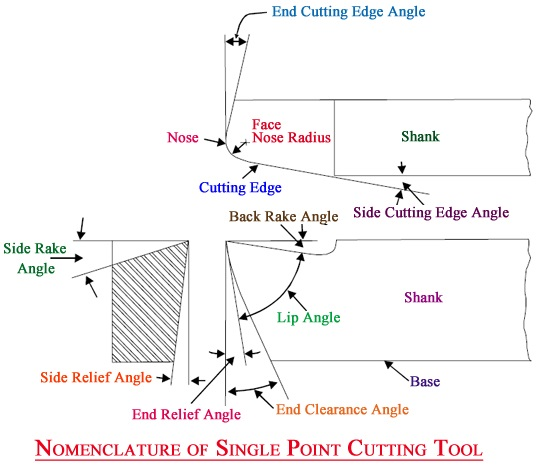 End Cutting Edge Angle
Face
Nose
Nose Radius
Shank
Cutting Edge
Side Cutting Edge Angle
Back Rake Angle
Side Rake
Angle
Shank
Lip Angle
Side Relief Angle
Base
End Relief Angle
End Clearance Angle
NOMENCLATURE OF SINGLE POINT CUTTING TOOL